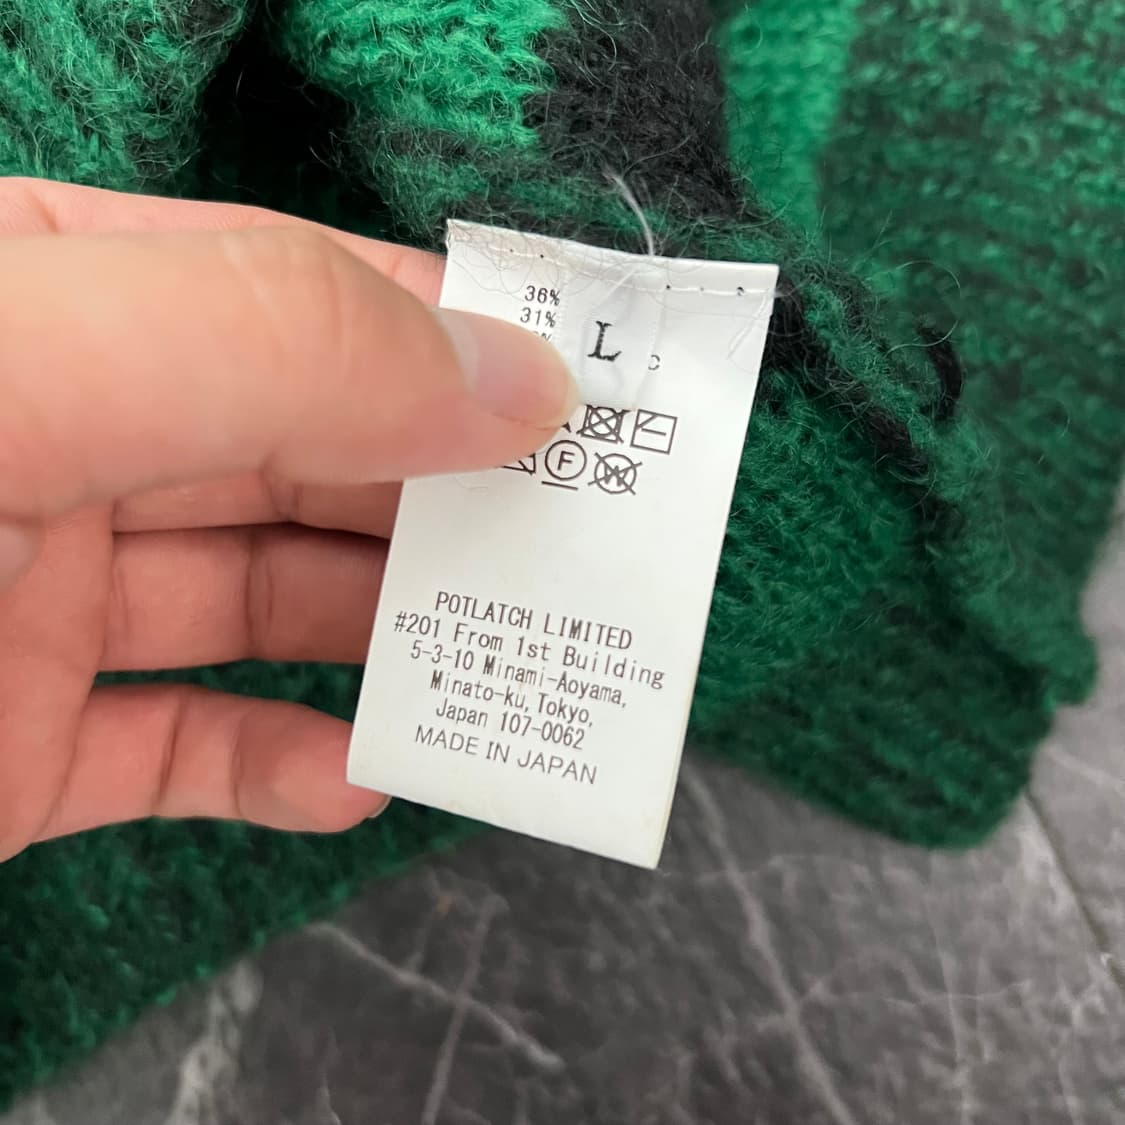 36%
31%
L
C
F
W
POTLATCH LIMITED
#201 From 1st Building
5-3-10 Minami-Aoyama,
Minato-ku, Tokyo,
Japan 107-0062
MADE IN JAPAN